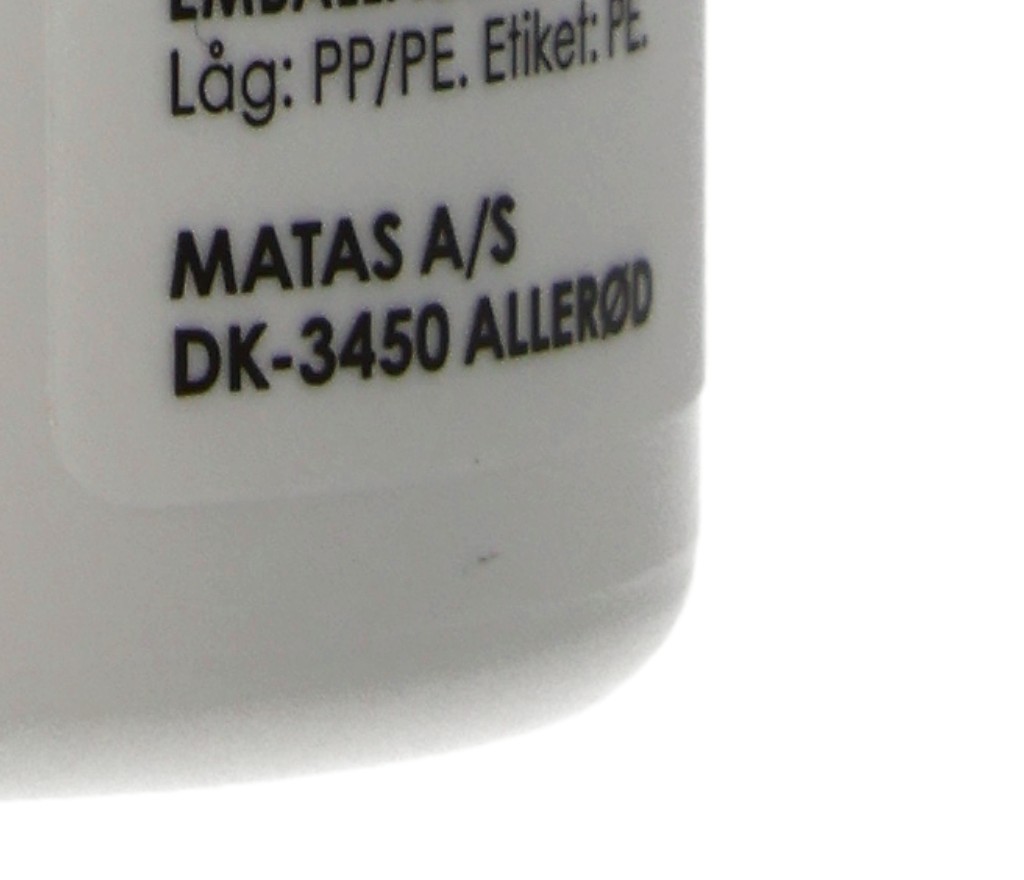 Låg: PP/PE. Etiket: PE.
MATAS A/S
DK-3450 ALLERØD